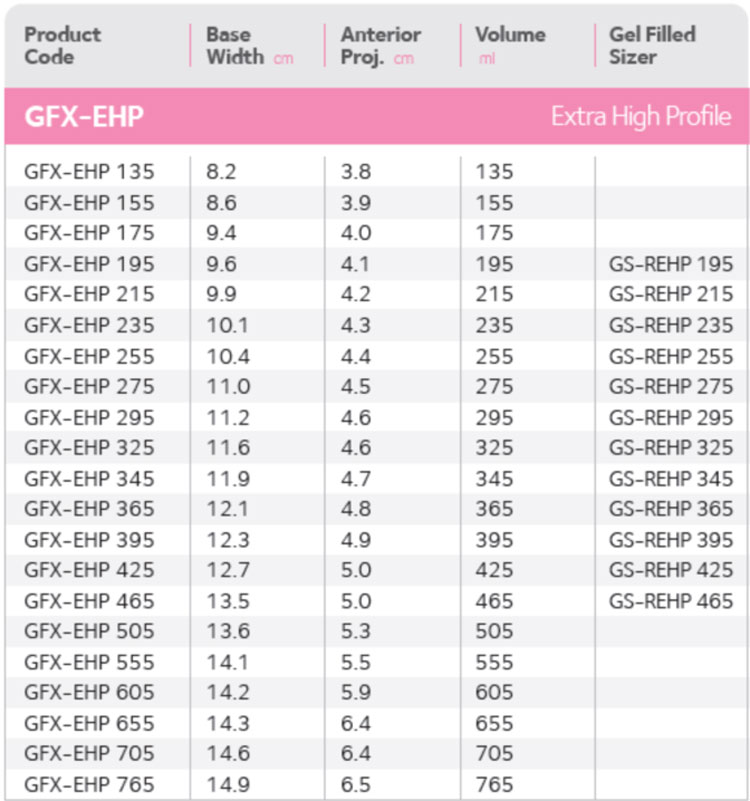 Product Code Base Width cm Anterior Proj. cm Volume ml Gel Filled Sizer
GFX-EHP Extra High Profile
GFX-EHP 135 8.2 3.8 135
GFX-EHP 155 8.6 3.9 155
GFX-EHP 175 9.4 4.0 175
GFX-EHP 195 9.6 4.1 195 GS-REHP 195
GFX-EHP 215 9.9 4.2 215 GS-REHP 215
GFX-EHP 235 10.1 4.3 235 GS-REHP 235
GFX-EHP 255 10.4 4.4 255 GS-REHP 255
GFX-EHP 275 11.0 4.5 275 GS-REHP 275
GFX-EHP 295 11.2 4.6 295 GS-REHP 295
GFX-EHP 325 11.6 4.6 325 GS-REHP 325
GFX-EHP 345 11.9 4.7 345 GS-REHP 345
GFX-EHP 365 12.1 4.8 365 GS-REHP 365
GFX-EHP 395 12.3 4.9 395 GS-REHP 395
GFX-EHP 425 12.7 5.0 425 GS-REHP 425
GFX-EHP 465 13.5 5.0 465 GS-REHP 465
GFX-EHP 505 13.6 5.3 505
GFX-EHP 555 14.1 5.5 555
GFX-EHP 605 14.2 5.9 605
GFX-EHP 655 14.3 6.4 655
GFX-EHP 705 14.6 6.4 705
GFX-EHP 765 14.9 6.5 765